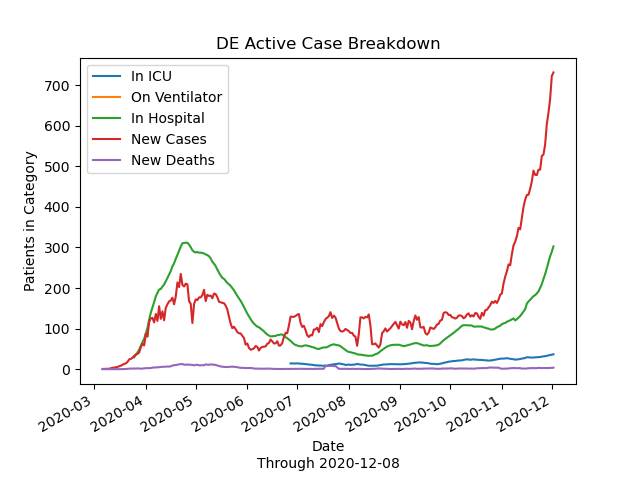 DE Active Case Breakdown
In ICU
On Ventilator
In Hospital
New Cases
New Deaths
Patients in Category
700
600
500
400
300
200
100
0
2020-03
2020-04
2020-05
2020-06
2020-07
2020-08
2020-09
2020-10
2020-11
2020-12
Date
Through 2020-12-08